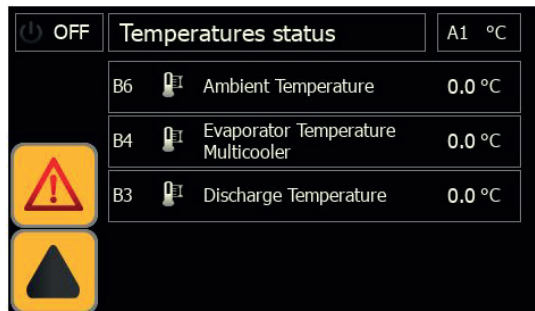 OFF Temperatures status A1 °C
B6 Ambient Temperature 0.0 °C
B4 Evaporator Temperature
Multicooler 0.0 °C
B3 Discharge Temperature 0.0 °C